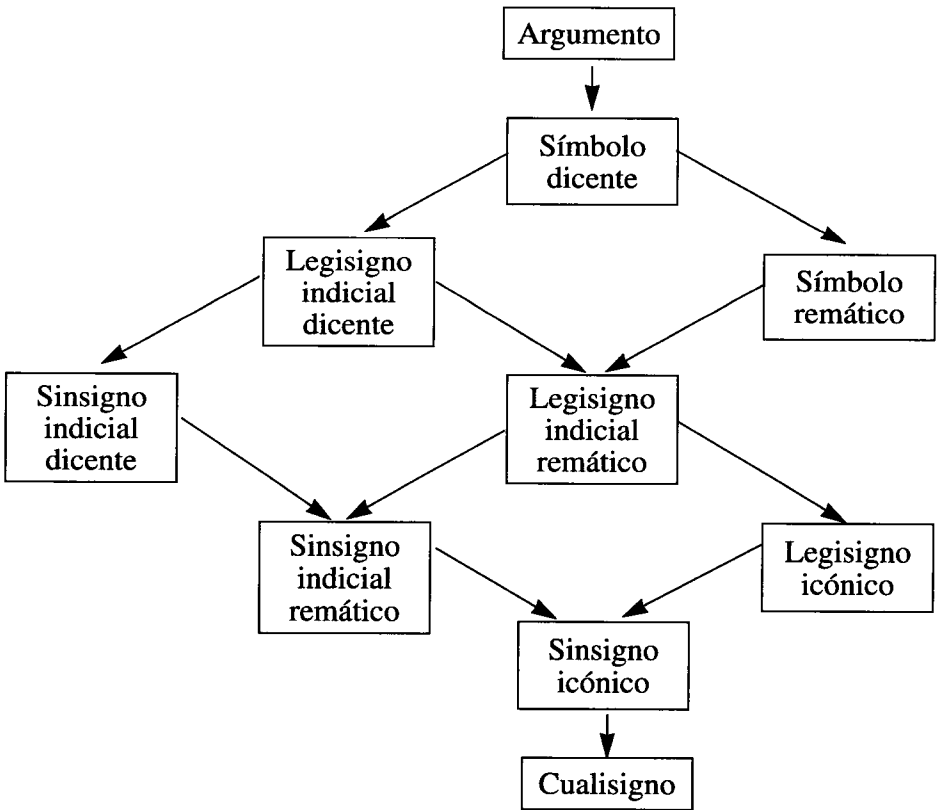 Argumento
Símbolo
dicente
Legisigno
indicial
dicente
Símbolo
remático
Sinsigno
indicial
dicente
Legisigno
indicial
remático
Sinsigno
indicial
remático
Legisigno
icónico
Sinsigno
icónico
Cualisigno